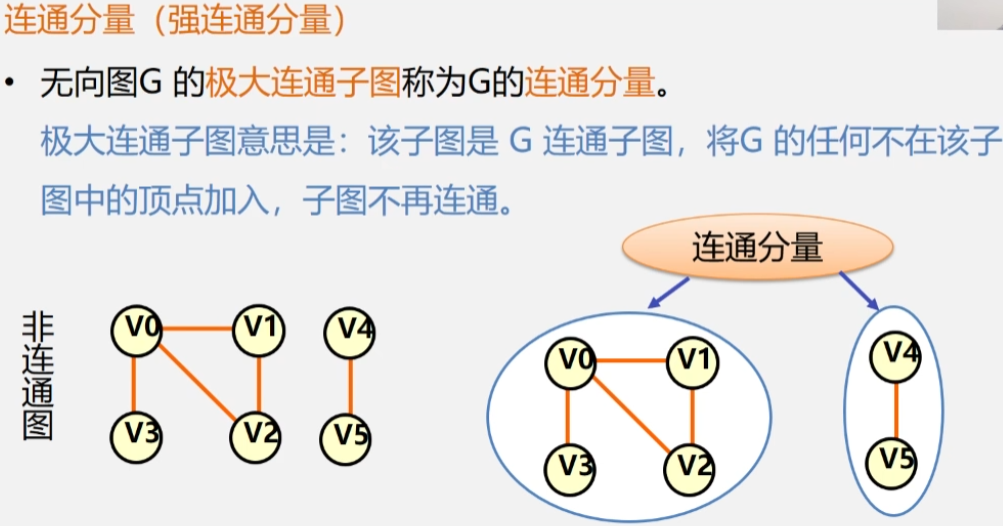 连通分量（强连通分量）
• 无向图G 的极大连通子图称为G的连通分量。
极大连通子图意思是：该子图是 G 连通子图，将G 的任何不在该子
图中的顶点加入，子图不再连通。
连通分量
非连通图
V0 V1 V4
V3 V2 V5
V0 V1
V3 V2
V4
V5